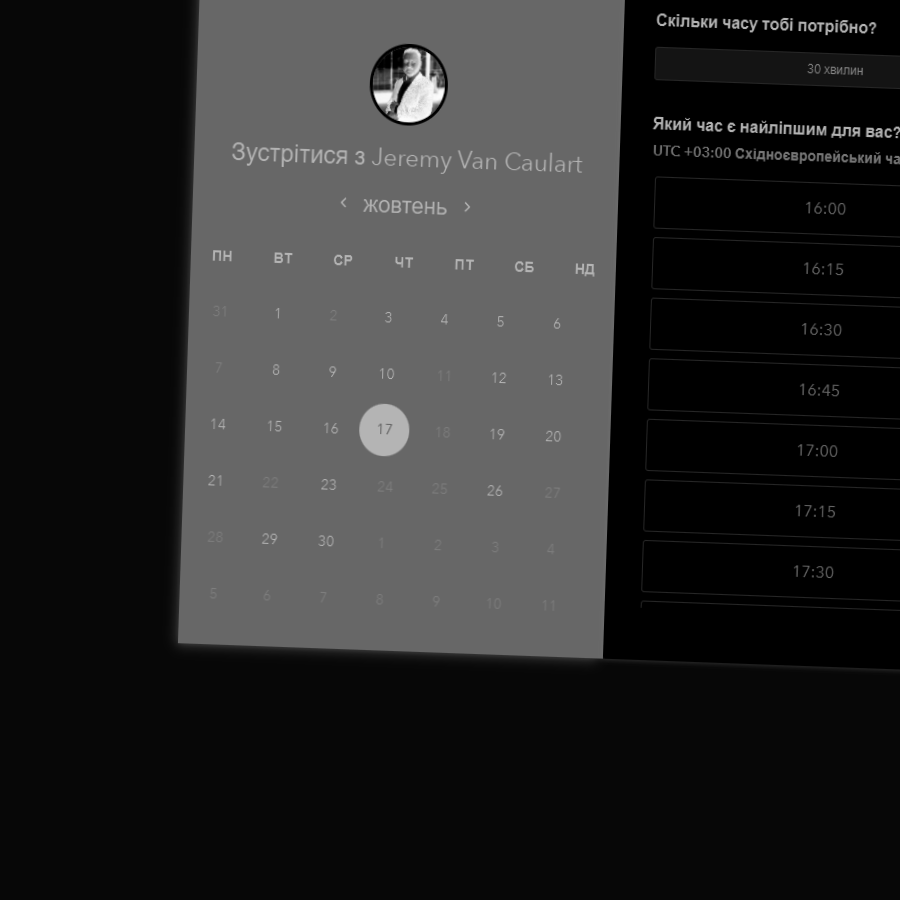 Зустрітися з Jeremy Van Caulart
‹ жовтень ›
ПН ВТ СР ЧТ ПТ СБ НД
31 1 2 3 4 5 6
7 8 9 10 11 12 13
14 15 16 17 18 19 20
21 22 23 24 25 26 27
28 29 30 1 2 3 4
5 6 7 8 9 10 11
Скільки часу тобі потрібно?
30 хвилин
Який час є найліпшим для вас?
UTC +03:00 Східноєвропейський ча
16:00
16:15
16:30
16:45
17:00
17:15
17:30